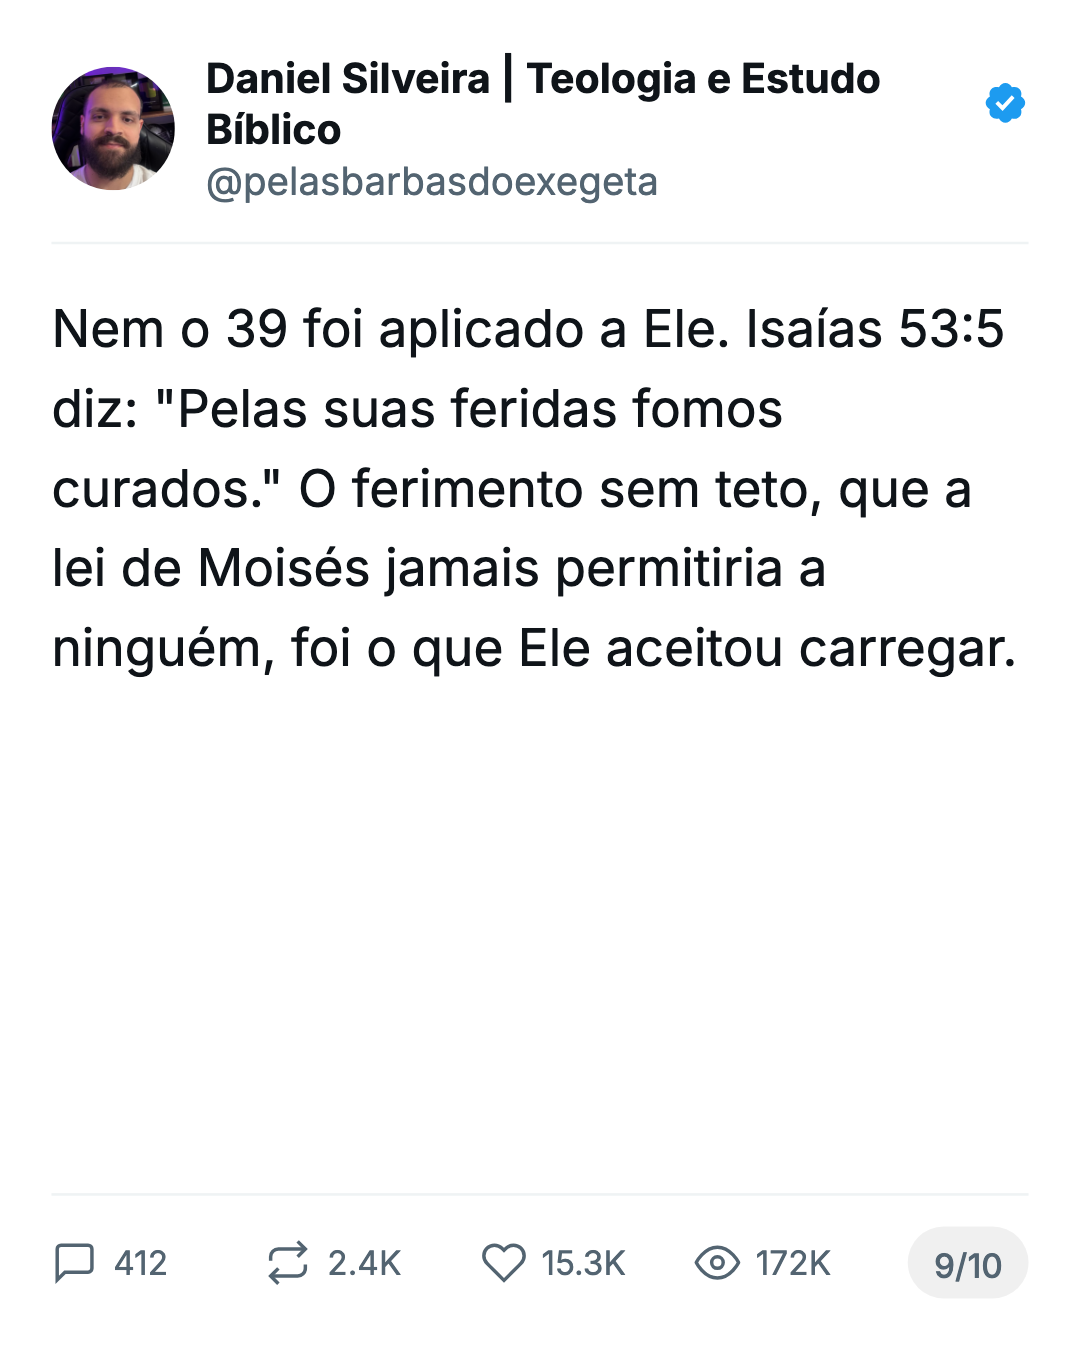 Daniel Silveira | Teologia e Estudo
Bíblico
@pelasbarbasdoexegeta
Nem o 39 foi aplicado a Ele. Isaías 53:5
diz: "Pelas suas feridas fomos
curados." O ferimento sem teto, que a
lei de Moisés jamais permitiria a
ninguém, foi o que Ele aceitou carregar.
412 2.4K 15.3K 172K 9/10